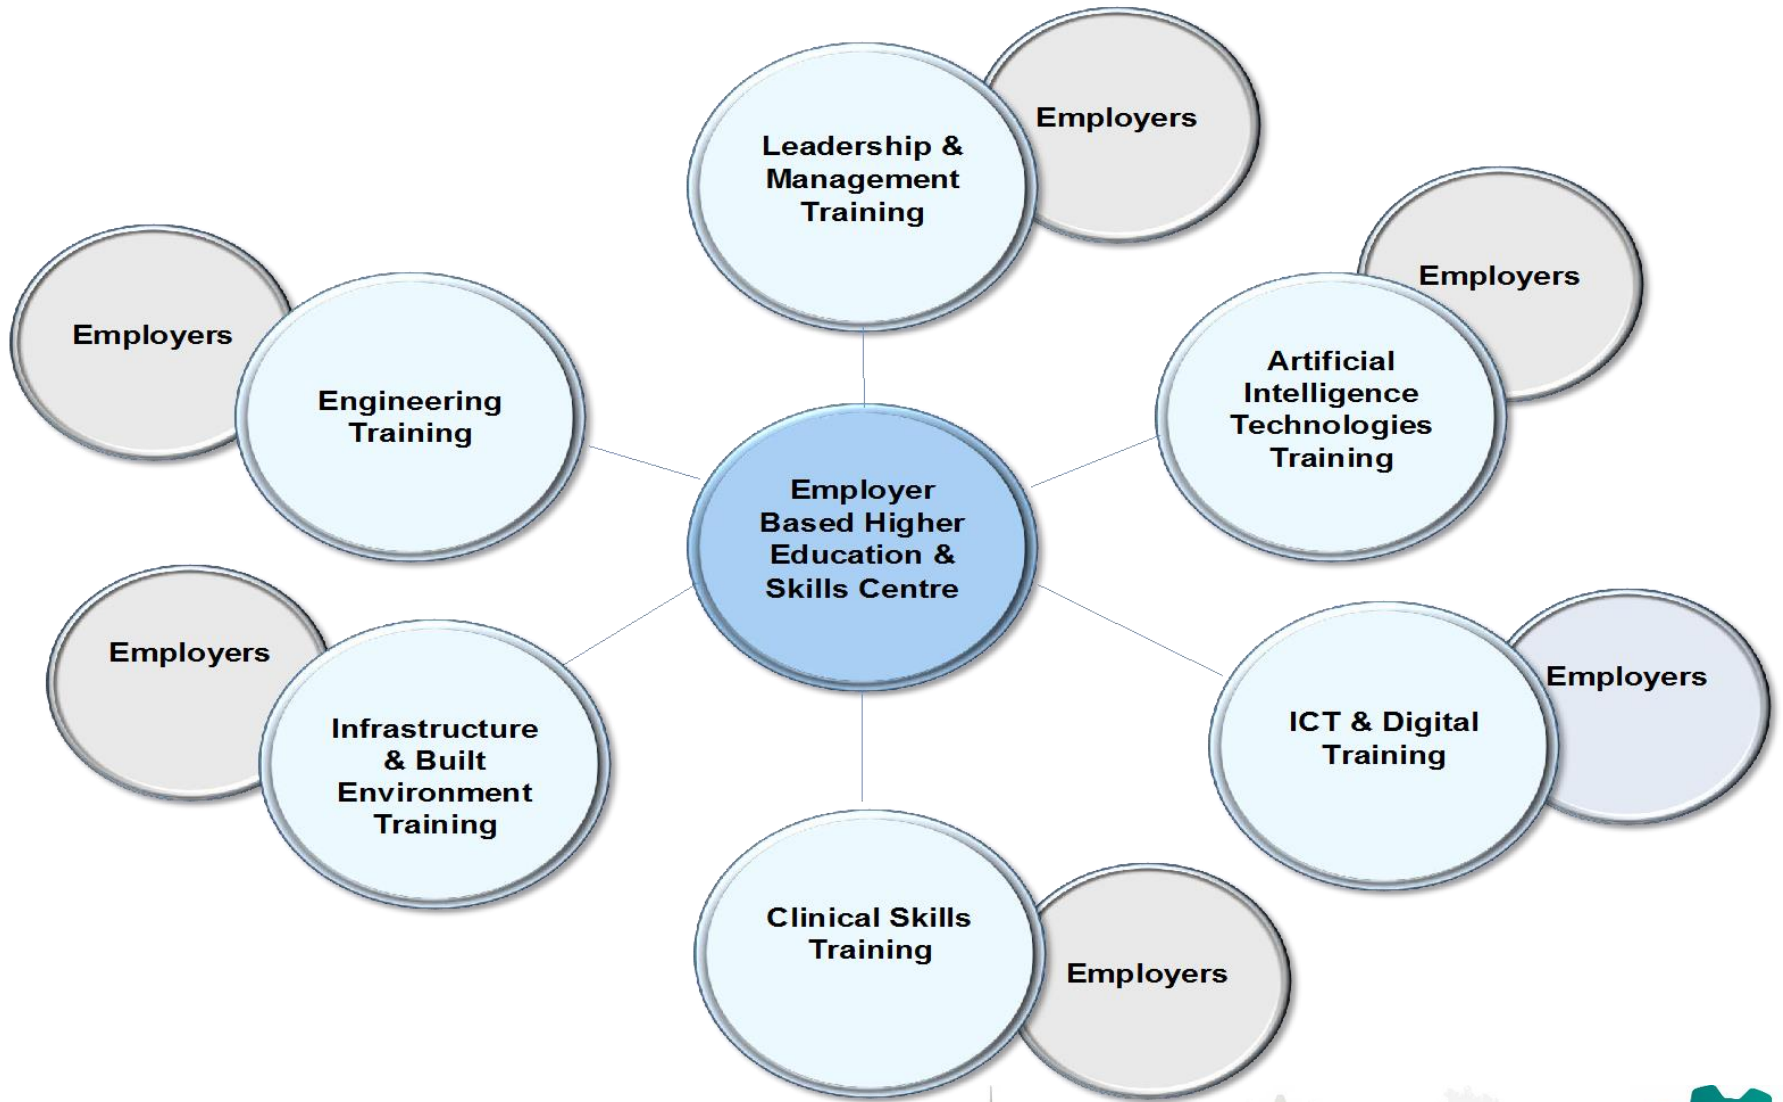 Leadership &
Management
Training
Employers
Employers
Artificial
Intelligence
Technologies
Training
Employers
Engineering
Training
Employer
Based Higher
Education &
Skills Centre
Employers
Infrastructure
& Built
Environment
Training
Employers
ICT & Digital
Training
Clinical Skills
Training
Employers